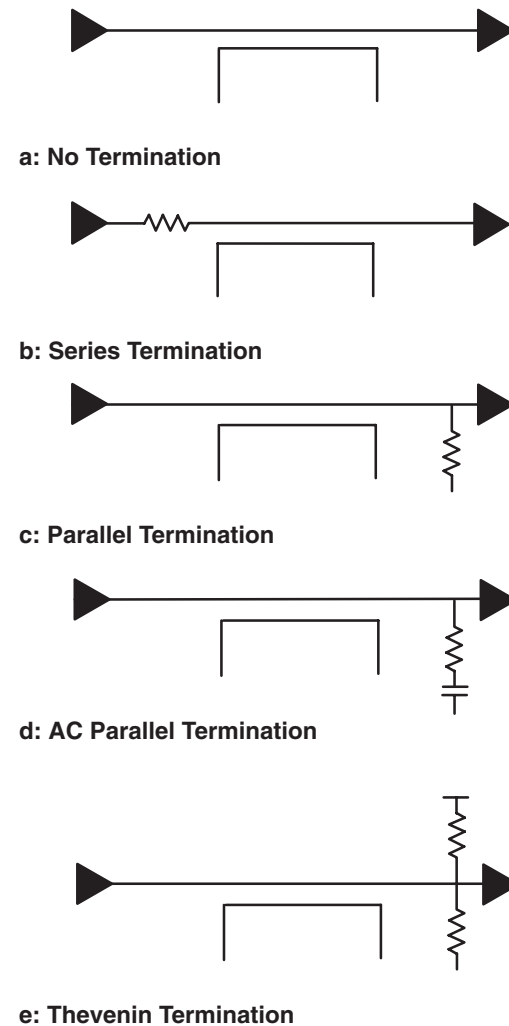 a: No Termination
b: Series Termination
c: Parallel Termination
d: AC Parallel Termination
e: Thevenin Termination